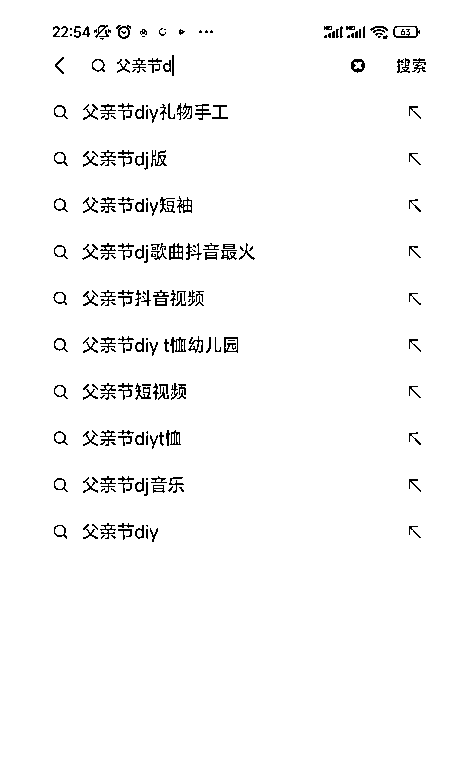 22:54
父亲节d 搜索
父亲节diy礼物手工
父亲节dj版
父亲节diy短袖
父亲节dj歌曲抖音最火
父亲节抖音视频
父亲节diy t恤幼儿园
父亲节短视频
父亲节diyt恤
父亲节dj音乐
父亲节diy